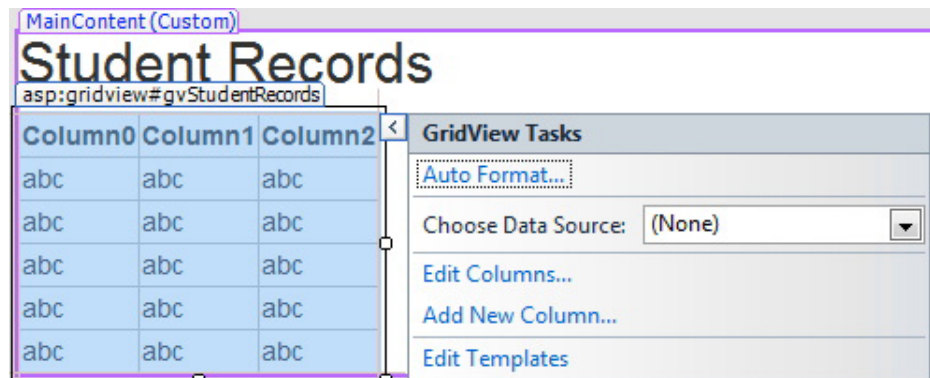 MainContent (Custom)
Student Records
asp:gridview#gvStudentRecords
Column0 Column1 Column2
abc abc abc
abc abc abc
abc abc abc
abc abc abc
abc abc abc
<
GridView Tasks
Auto Format...
Choose Data Source: (None)
Edit Columns...
Add New Column...
Edit Templates